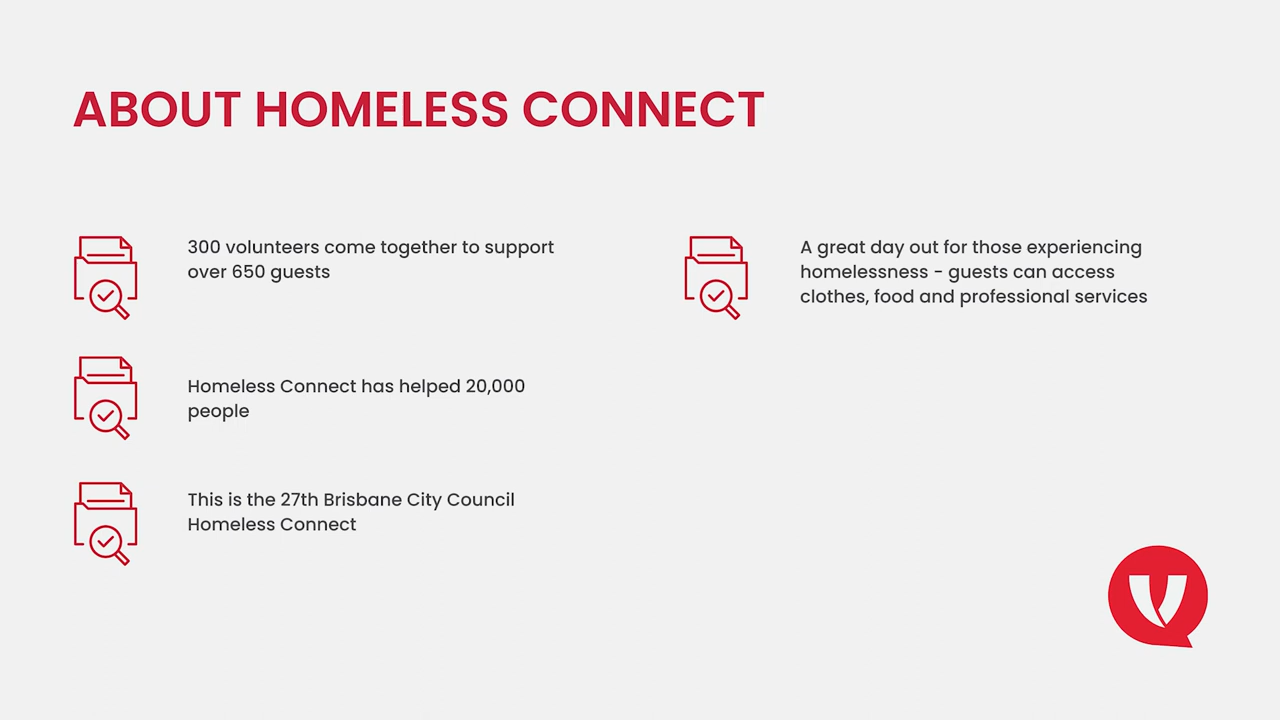 ABOUT HOMELESS CONNECT
300 volunteers come together to support
over 650 guests
Homeless Connect has helped 20,000
people
This is the 27th Brisbane City Council
Homeless Connect
A great day out for those experiencing
homelessness - guests can access
clothes, food and professional services